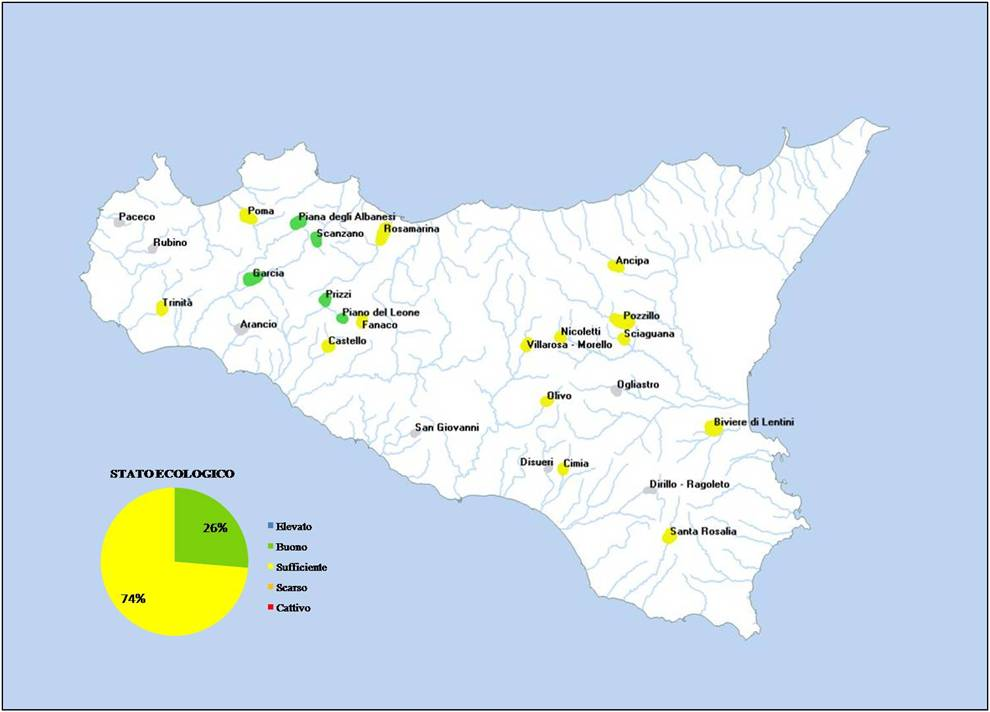 Paceco
Poma
Piana degli Albanesi
Rosamarina
Scanzano
Rubino
Ancipa
Garcia
Prizzi
Trinità
Piano del Leone
Fanaco
Arancio
Castello
Pozzillo
Nicoletti
Sciaguana
Villarosa - Morello
Ogliastro
Olivo
Biviere di Lentini
San Giovanni
Disueri
Cimia
Dirillo - Ragoleto
Santa Rosalia
STATO ECOLOGICO
26%
74%
Elevato
Buono
Sufficiente
Scarso
Cattivo